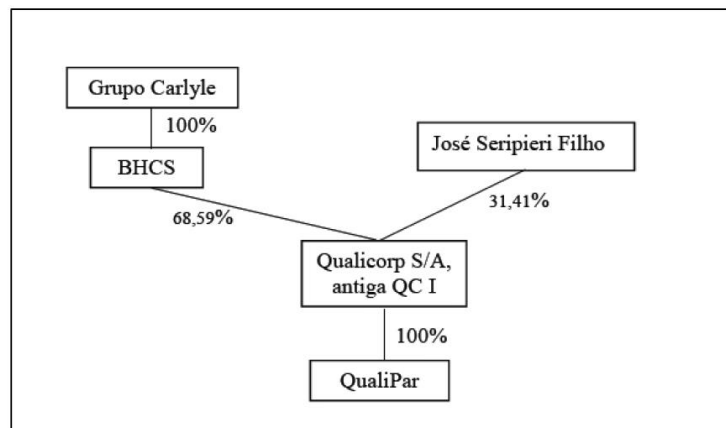 Grupo Carlyle
100%
BHCS
José Seripieri Filho
68,59%
31,41%
Qualicorp S/A,
antiga QC I
100%
QualiPar